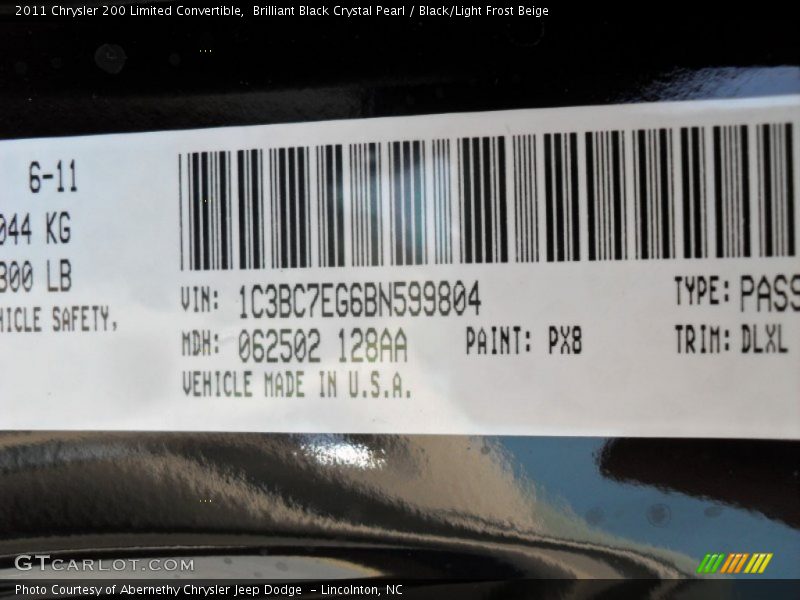 2011 Chrysler 200 Limited Convertible, Brilliant Black Crystal Pearl / Black/Light Frost Beige
6-11
044 KG
300 LB
HICLE SAFETY,
VIN: 1C3BC7EG6BN599804
TYPE: PASS
MDH: 062502 128AA
PAINT: PX8
TRIM: DLXL
VEHICLE MADE IN U.S.A.
GTCARLOT.COM
Photo Courtesy of Abernethy Chrysler Jeep Dodge - Lincolnton, NC